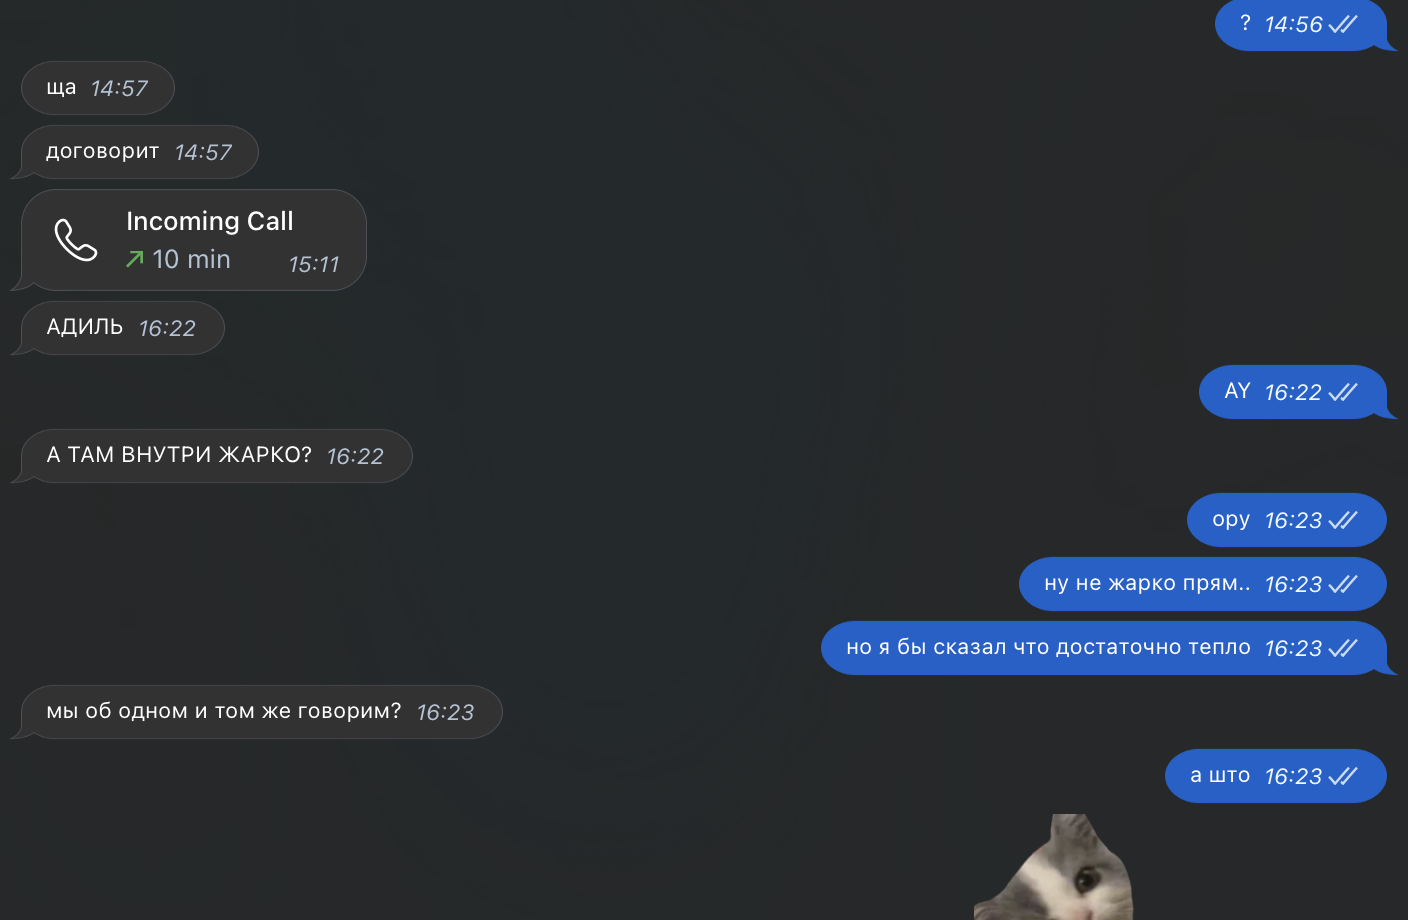 ? 14:56
ща 14:57
договорит 14:57
Incoming Call
10 min 15:11
АДИЛЬ 16:22
АУ 16:22
А ТАМ ВНУТРИ ЖАРКО? 16:22
ору 16:23
ну не жарко прям.. 16:23
но я бы сказал что достаточно тепло 16:23
мы об одном и том же говорим? 16:23
а што 16:23